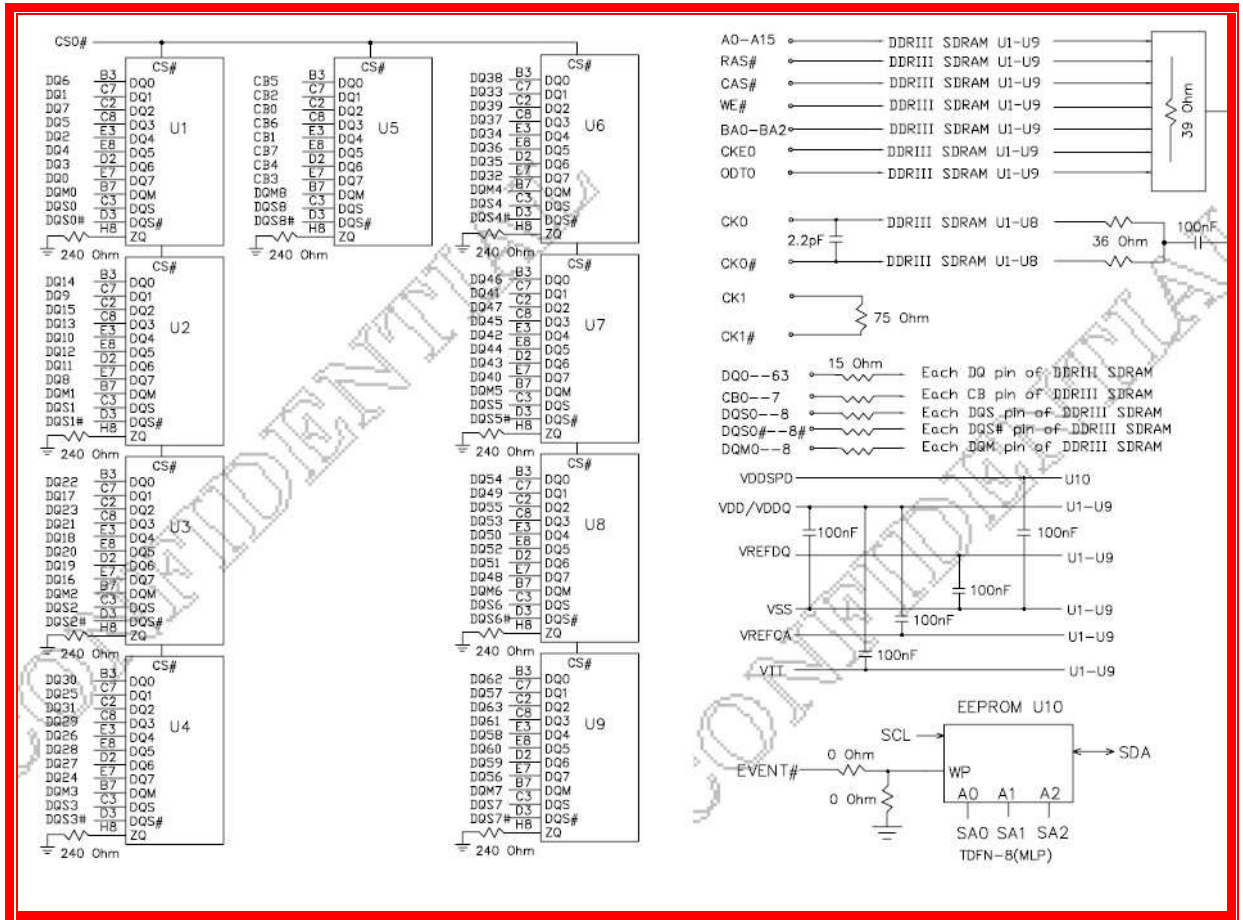 CS0#
CS#
DQ6 B3 DQ0
DQ1 C7 DQ1
DQ7 C2 DQ2
DQ5 C8 DQ3
DQ2 E3 DQ4
DQ4 E8 DQ5
DQ3 D2 DQ6
DQ0 E7 DQ7
DQM0 B7 DQM
DQS0 C3 DQS
DQS0# D3 DQS#
H8 ZQ
U1
240 Ohm
CS#
DQ14 B3 DQ0
DQ9 C7 DQ1
DQ15 C2 DQ2
DQ13 C8 DQ3
DQ10 E3 DQ4
DQ12 E8 DQ5
DQ11 D2 DQ6
DQ8 E7 DQ7
DQM1 B7 DQM
DQS1 C3 DQS
DQS1# D3 DQS#
H8 ZQ
U2
240 Ohm
CS#
DQ22 B3 DQ0
DQ17 C7 DQ1
DQ23 C2 DQ2
DQ21 C8 DQ3
DQ18 E3 DQ4
DQ20 E8 DQ5
DQ19 D2 DQ6
DQ16 E7 DQ7
DQM2 B7 DQM
DQS2 C3 DQS
DQS2# D3 DQS#
H8 ZQ
U3
240 Ohm
CS#
DQ30 B3 DQ0
DQ25 C7 DQ1
DQ31 C2 DQ2
DQ29 C8 DQ3
DQ26 E3 DQ4
DQ28 E8 DQ5
DQ27 D2 DQ6
DQ24 E7 DQ7
DQM3 B7 DQM
DQS3 C3 DQS
DQS3# D3 DQS#
H8 ZQ
U4
240 Ohm
CS#
CB5 B3 DQ0
CB2 C7 DQ1
CB0 C2 DQ2
CB6 C8 DQ3
CB1 E3 DQ4
CB7 E8 DQ5
CB4 D2 DQ6
CB3 E7 DQ7
DQM8 B7 DQM
DQS8 C3 DQS
DQS8# D3 DQS#
H8 ZQ
U5
240 Ohm
CS#
DQ38 B3 DQ0
DQ33 C7 DQ1
DQ39 C2 DQ2
DQ37 C8 DQ3
DQ34 E3 DQ4
DQ36 E8 DQ5
DQ35 D2 DQ6
DQ32 E7 DQ7
DQM4 B7 DQM
DQS4 C3 DQS
DQS4# D3 DQS#
H8 ZQ
U6
240 Ohm
CS#
DQ46 B3 DQ0
DQ41 C7 DQ1
DQ47 C2 DQ2
DQ45 C8 DQ3
DQ42 E3 DQ4
DQ44 E8 DQ5
DQ43 D2 DQ6
DQ40 E7 DQ7
DQM5 B7 DQM
DQS5 C3 DQS
DQS5# D3 DQS#
H8 ZQ
U7
240 Ohm
CS#
DQ54 B3 DQ0
DQ49 C7 DQ1
DQ55 C2 DQ2
DQ53 C8 DQ3
DQ50 E3 DQ4
DQ52 E8 DQ5
DQ51 D2 DQ6
DQ48 E7 DQ7
DQM6 B7 DQM
DQS6 C3 DQS
DQS6# D3 DQS#
H8 ZQ
U8
240 Ohm
CS#
DQ62 B3 DQ0
DQ57 C7 DQ1
DQ63 C2 DQ2
DQ61 C8 DQ3
DQ58 E3 DQ4
DQ60 E8 DQ5
DQ59 D2 DQ6
DQ56 E7 DQ7
DQM7 B7 DQM
DQS7 C3 DQS
DQS7# D3 DQS#
H8 ZQ
U9
240 Ohm
A0-A15 DDRIII SDRAM U1-U9
RAS# DDRIII SDRAM U1-U9
CAS# DDRIII SDRAM U1-U9
WE# DDRIII SDRAM U1-U9
BA0-BA2 DDRIII SDRAM U1-U9
CKE0 DDRIII SDRAM U1-U9
ODT0 DDRIII SDRAM U1-U9
39 Ohm
CK0 DDRIII SDRAM U1-U8
2.2pF 36 Ohm 100nF
CK0# DDRIII SDRAM U1-U8
CK1
75 Ohm
CK1#
15 Ohm
DQ0--63 Each DQ pin of DDRIII SDRAM
CB0--7 Each CB pin of DDRIII SDRAM
DQS0--8 Each DQS pin of DDRIII SDRAM
DQS0#--8# Each DQS# pin of DDRIII SDRAM
DQM0--8 Each DQM pin of DDRIII SDRAM
VDDSPD U10
VDD/VDDQ U1-U9
100nF 100nF
VREFDQ U1-U9
100nF
VSS U1-U9
100nF
VREFCA U1-U9
100nF
VTT U1-U9
EEPROM U10
SCL
SDA
0 Ohm
EVENT#
WP
0 Ohm
A0 A1 A2
SA0 SA1 SA2
TDFN-8(MLP)
CONFIDENTIAL
CONFIDENTIAL